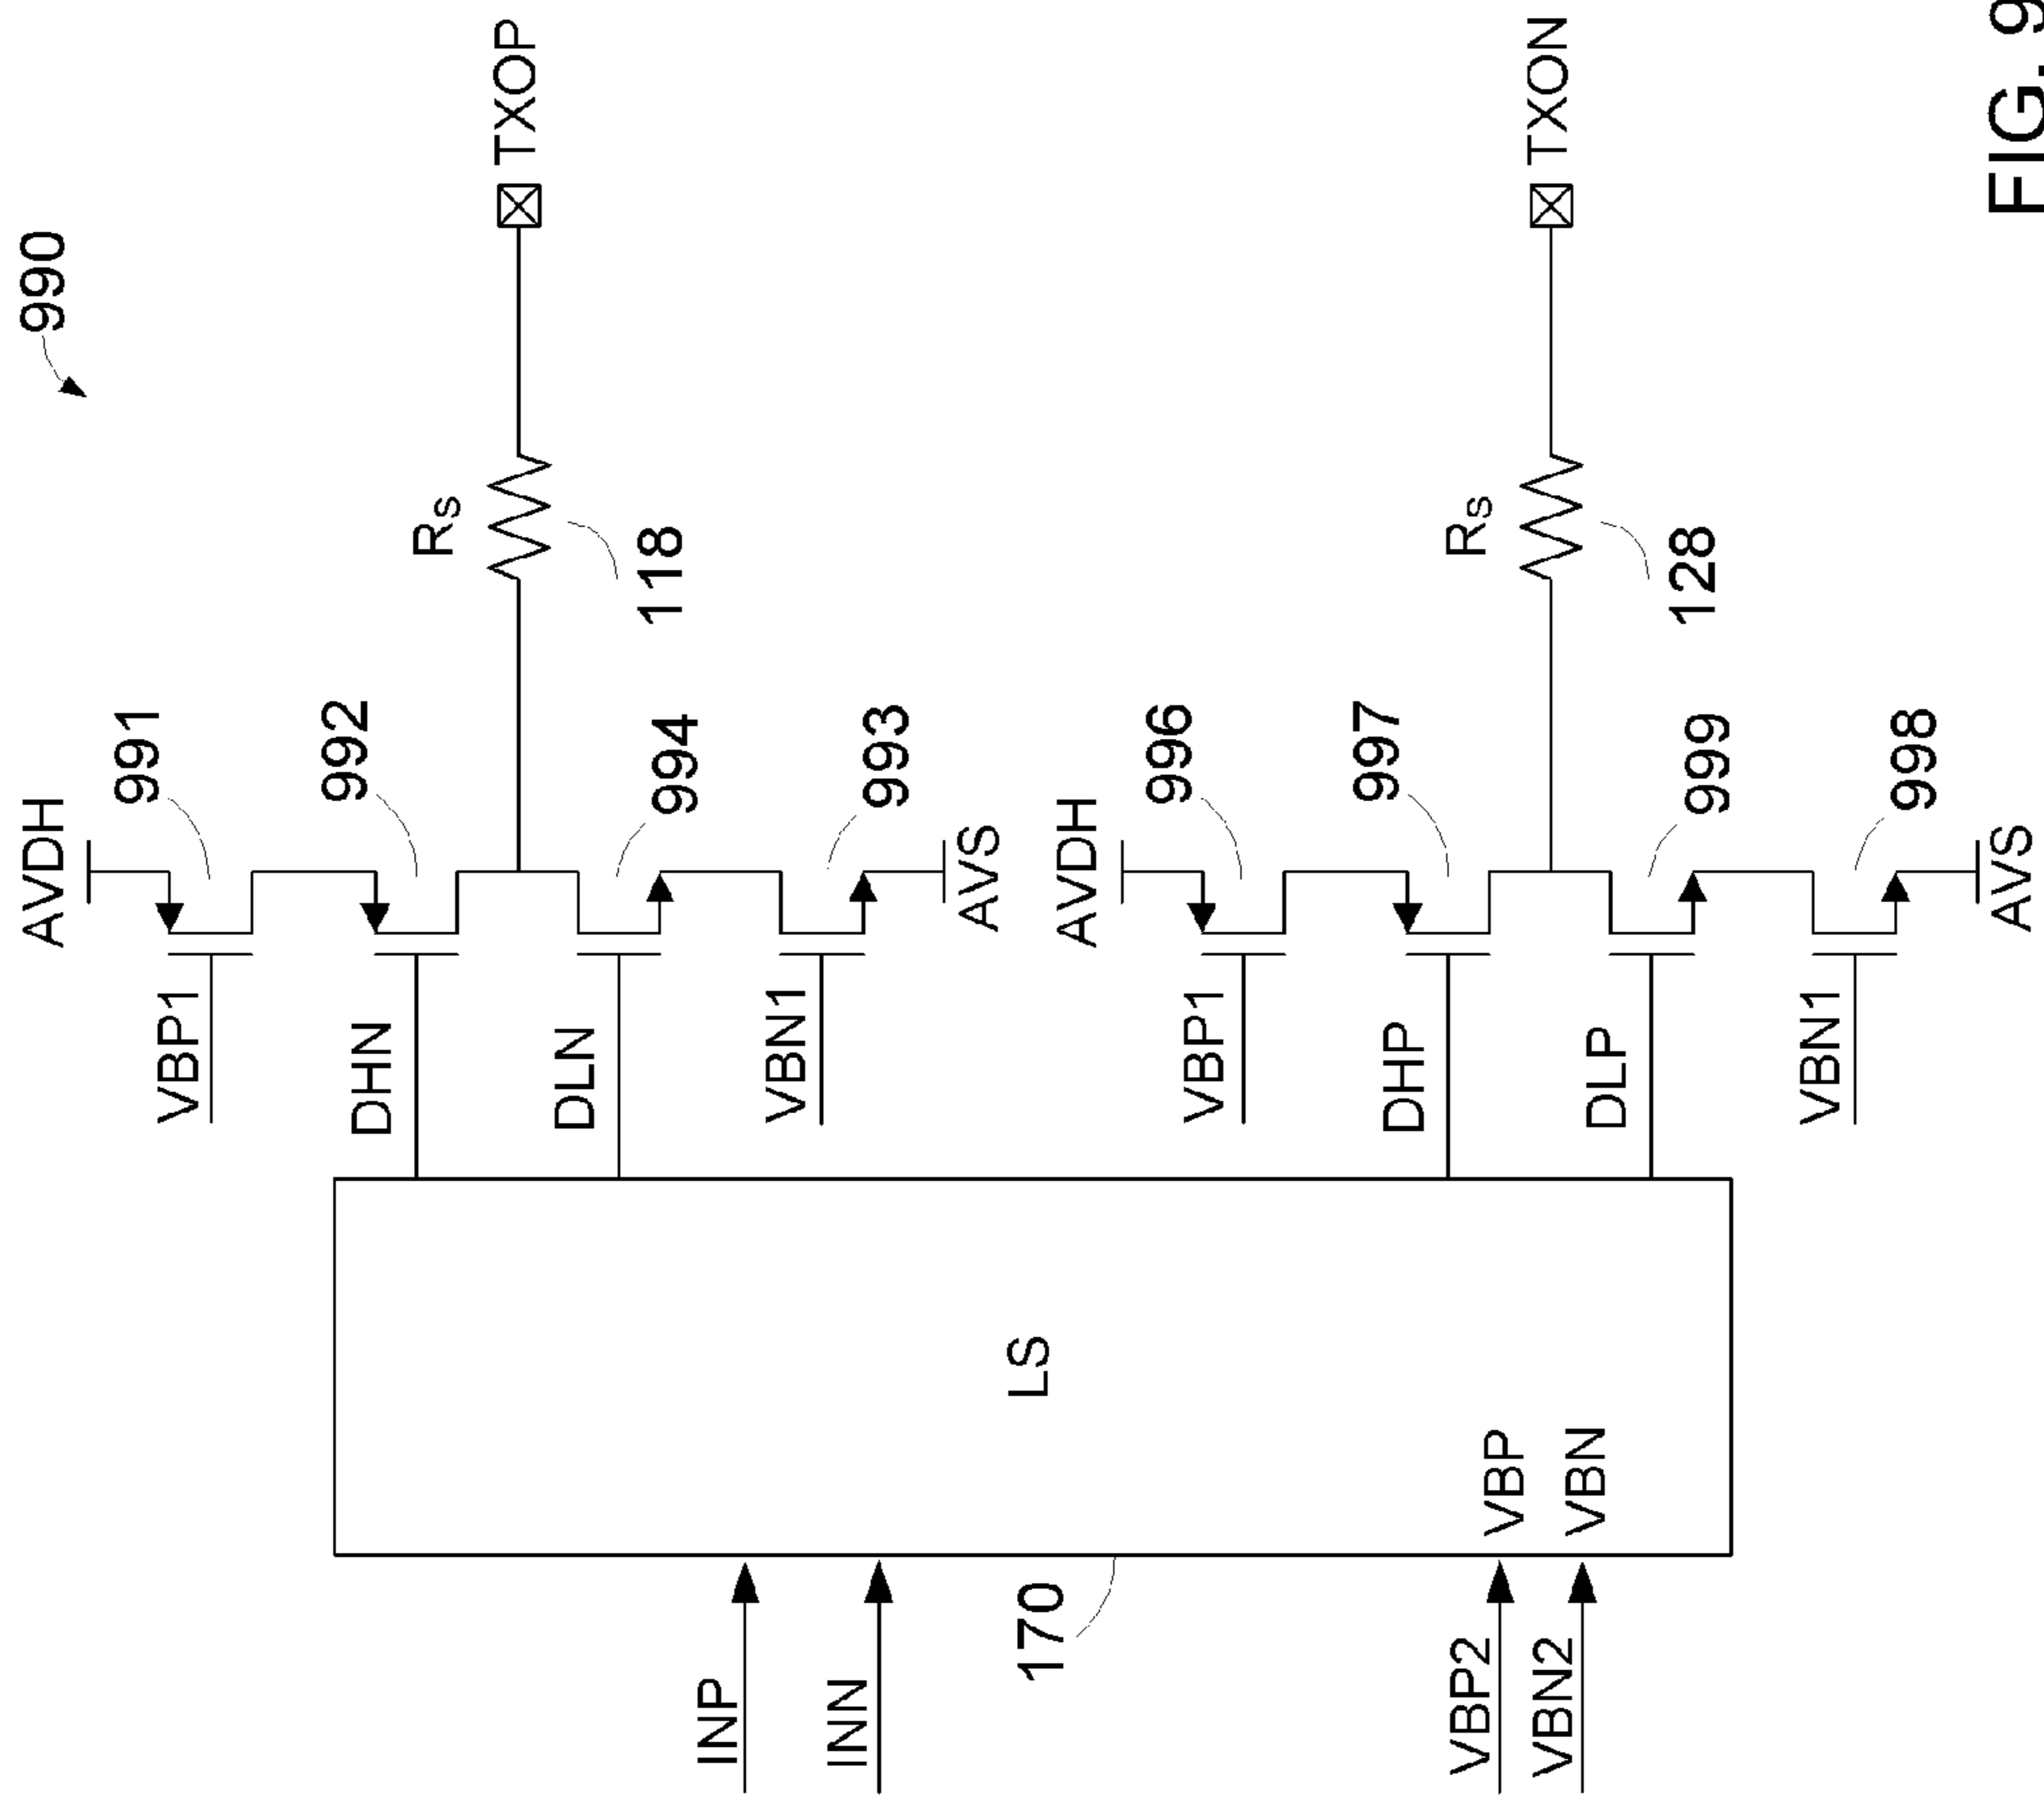 990
AVDH
991
VBP1
992
DHN
Rs
TXOP
118
994
DLN
993
VBN1
AVS
INP
INN
170
LS
AVDH
996
VBP1
997
DHP
Rs
TXON
128
999
DLP
998
VBN1
AVS
VBP2
VBP
VBN2
VBN
FIG. 9